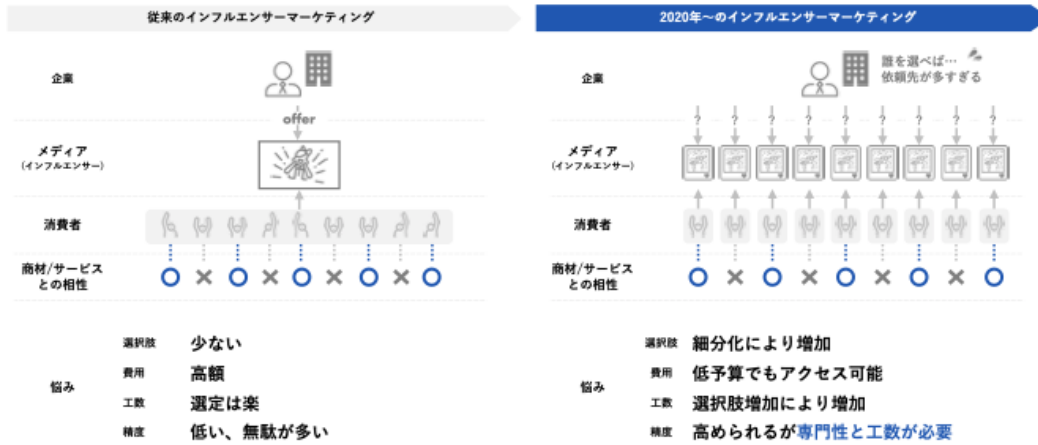 従来のインフルエンサーマーケティング
2020年〜のインフルエンサーマーケティング
企業
offer
メディア
(インフルエンサー)
消費者
商材/サービス
との相性
○ × ○ × ○ × ○ × ○
悩み
選択肢 少ない
費用 高額
工数 選定は楽
精度 低い、無駄が多い
企業
誰を選べば…
依頼先が多すぎる
? ? ? ? ? ? ? ? ?
メディア
(インフルエンサー)
消費者
商材/サービス
との相性
○ × ○ × ○ × ○ × ○
悩み
選択肢 細分化により増加
費用 低予算でもアクセス可能
工数 選択肢増加により増加
精度 高められるが専門性と工数が必要